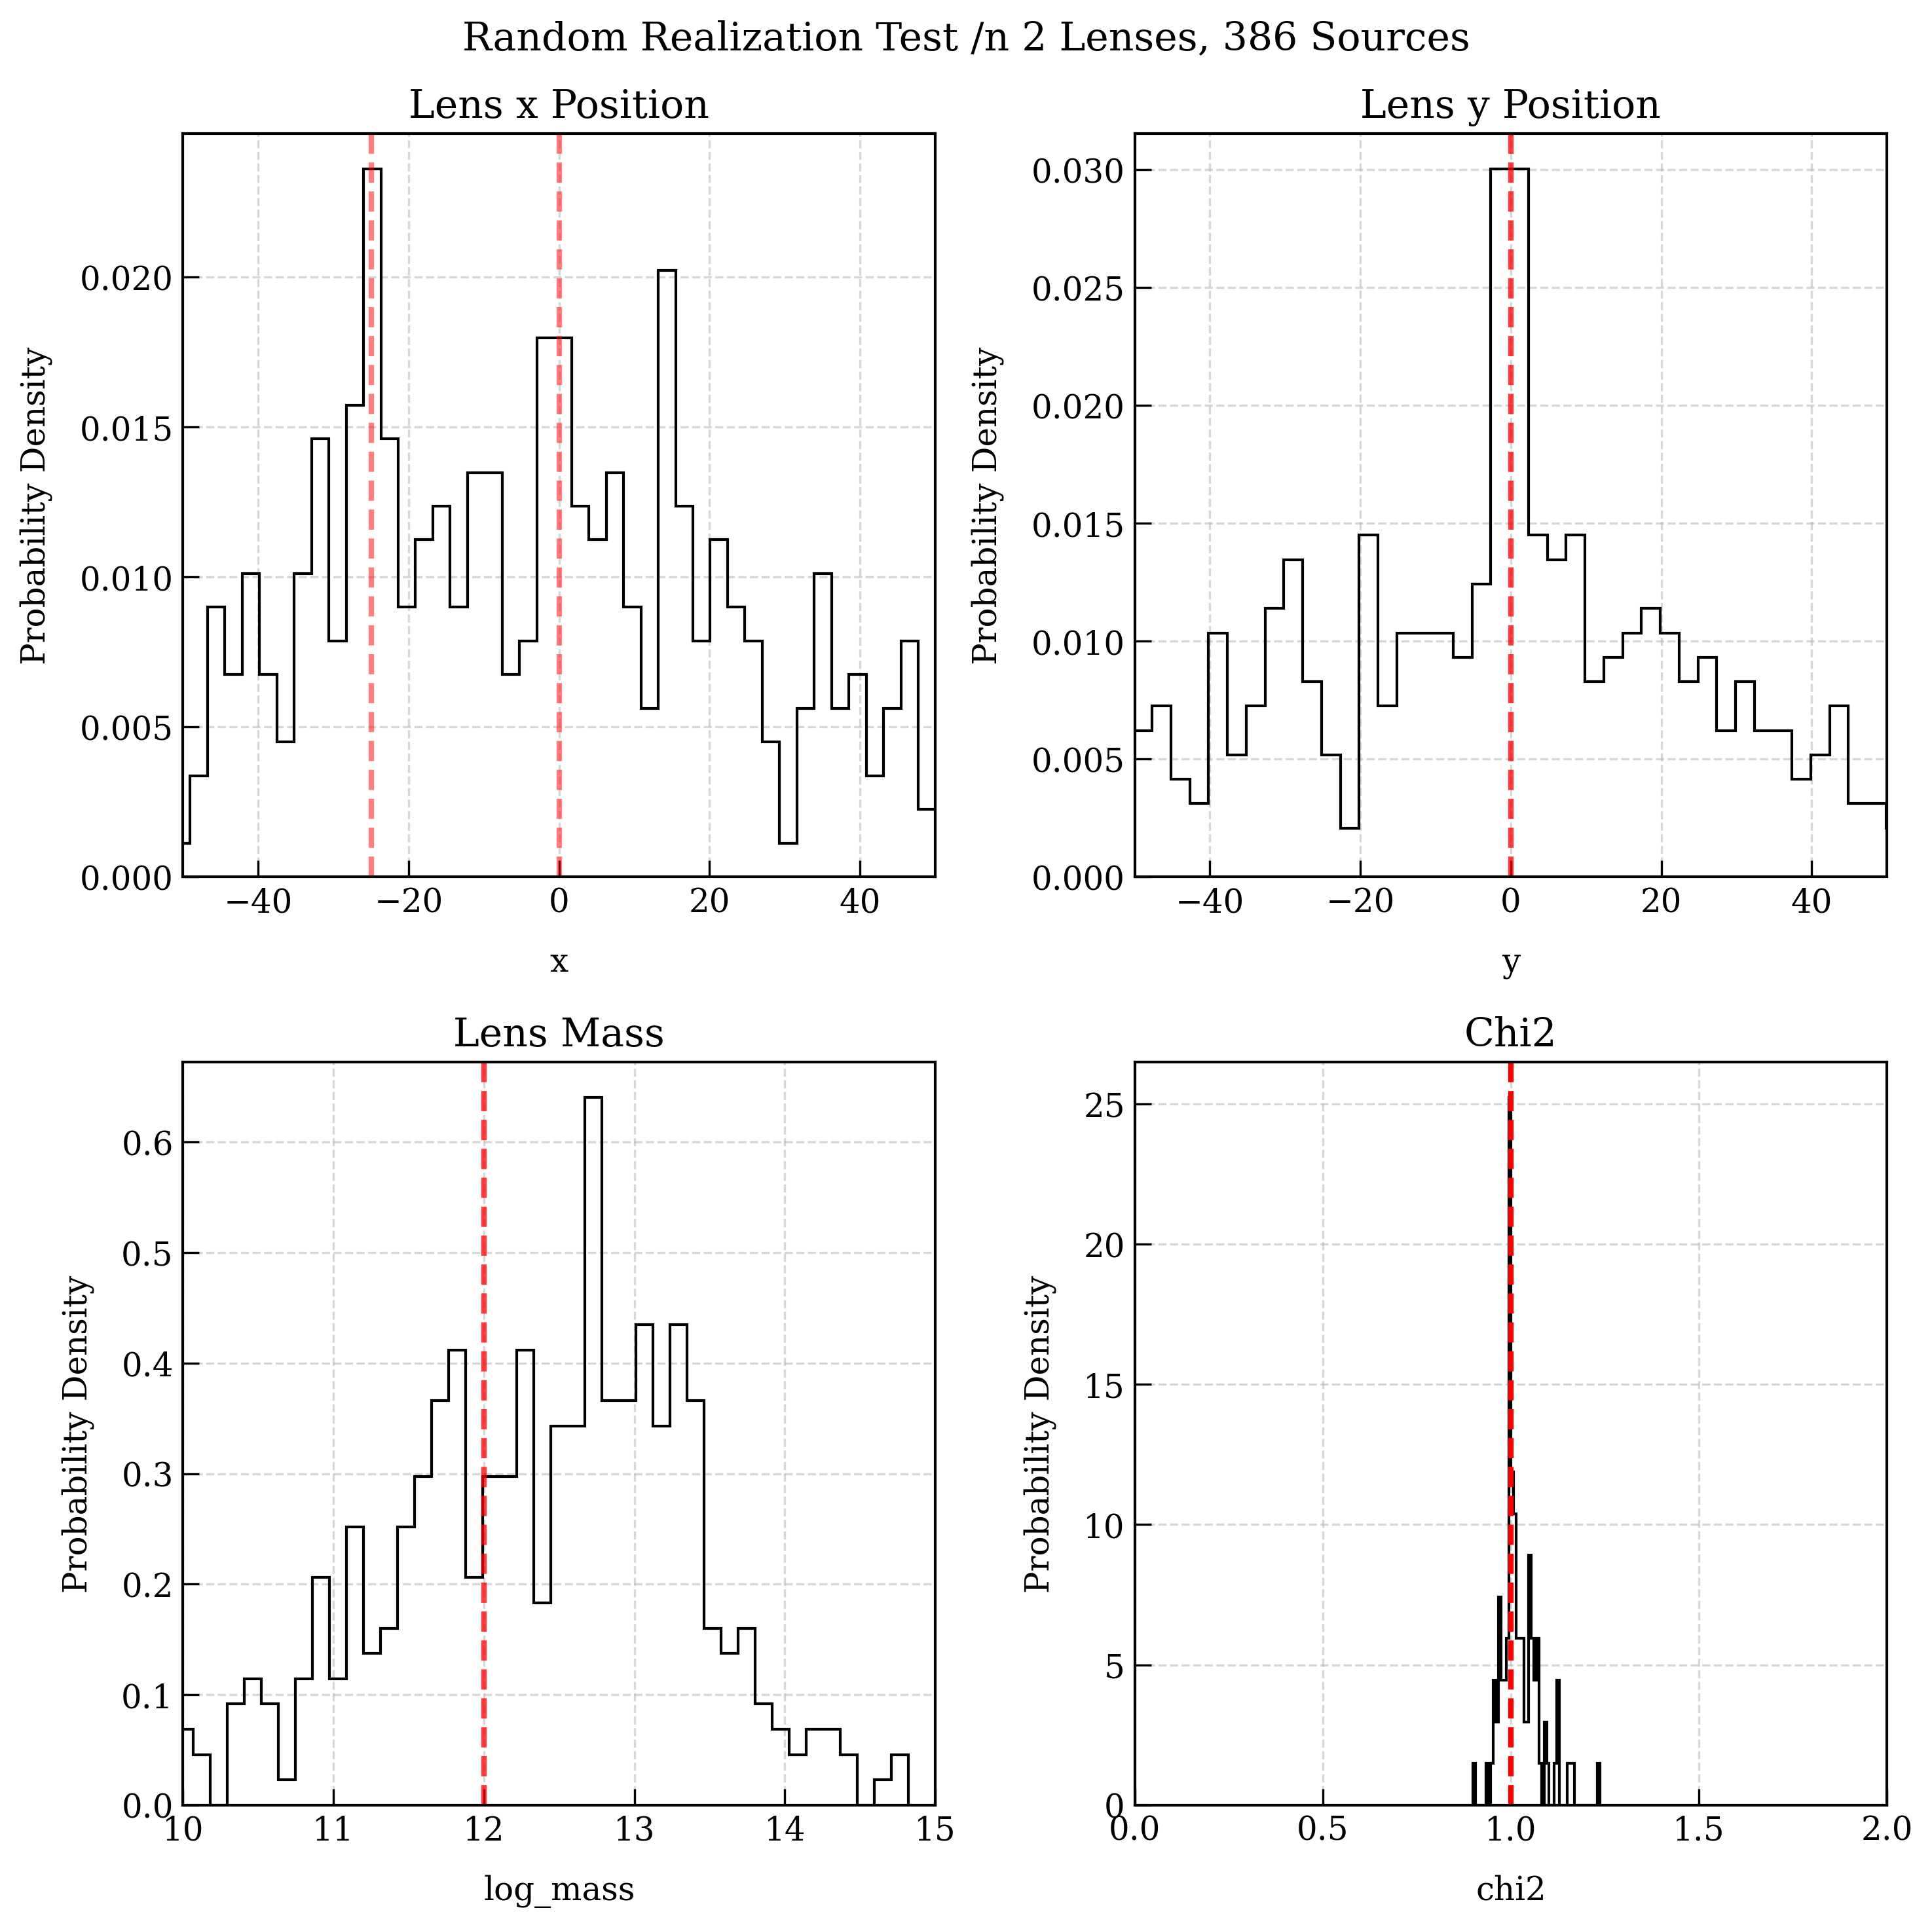 Random Realization Test /n 2 Lenses, 386 Sources
Lens x Position
Probability Density
0.020
0.015
0.010
0.005
0.000
−40 −20 0 20 40
x
Lens y Position
Probability Density
0.030
0.025
0.020
0.015
0.010
0.005
0.000
−40 −20 0 20 40
y
Lens Mass
Probability Density
0.6
0.5
0.4
0.3
0.2
0.1
0.0
10 11 12 13 14 15
log_mass
Chi2
Probability Density
25
20
15
10
5
0
0.0 0.5 1.0 1.5 2.0
chi2